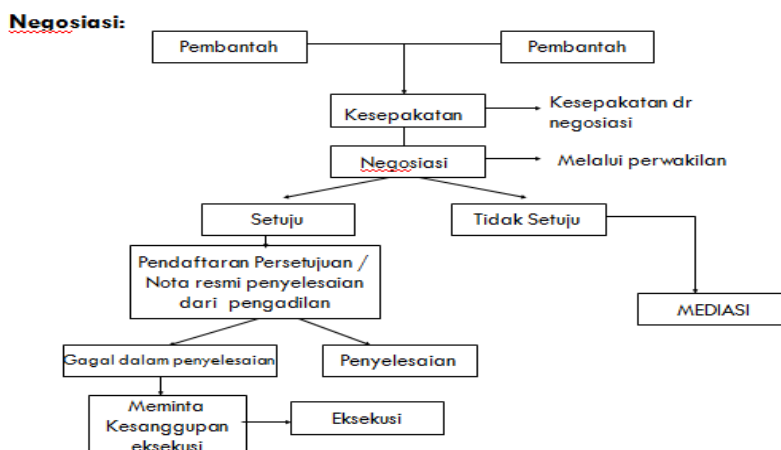 Negosiasi:
Pembantah
Pembantah
Kesepakatan
Kesepakatan dr
negosiasi
Negosiasi
Melalui perwakilan
Setuju
Tidak Setuju
Pendaftaran Persetujuan /
Nota resmi penyelesaian
dari pengadilan
MEDIASI
Gagal dalam penyelesaian
Penyelesaian
Meminta
Kesanggupan
eksekusi
Eksekusi